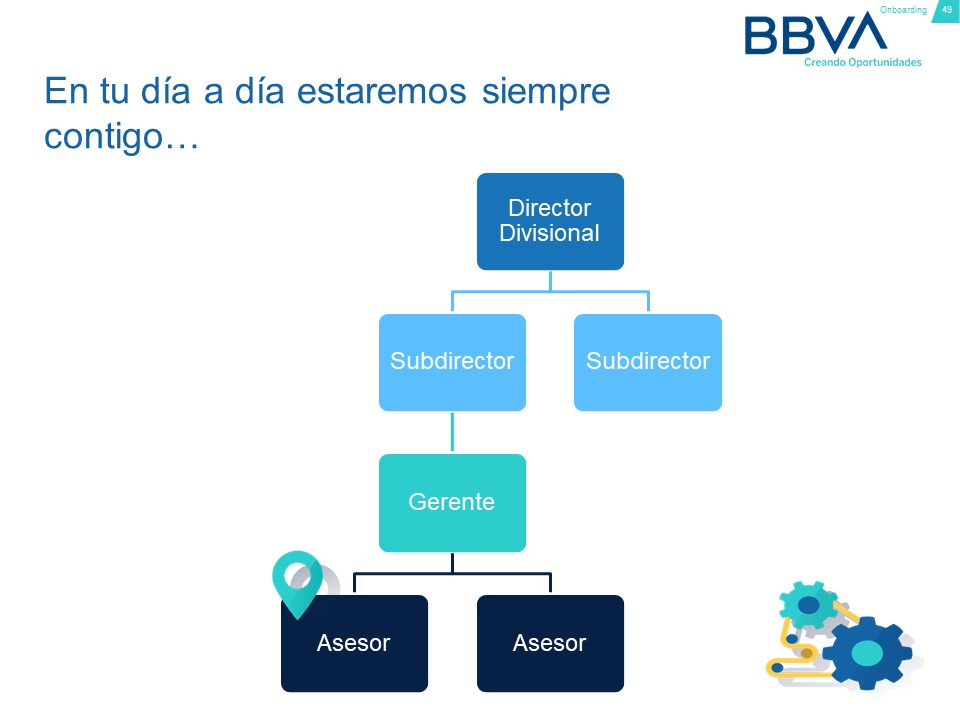 Onboarding 49
BBVA
Creando Oportunidades
En tu día a día estaremos siempre
contigo…
Director
Divisional
Subdirector
Subdirector
Gerente
Asesor
Asesor